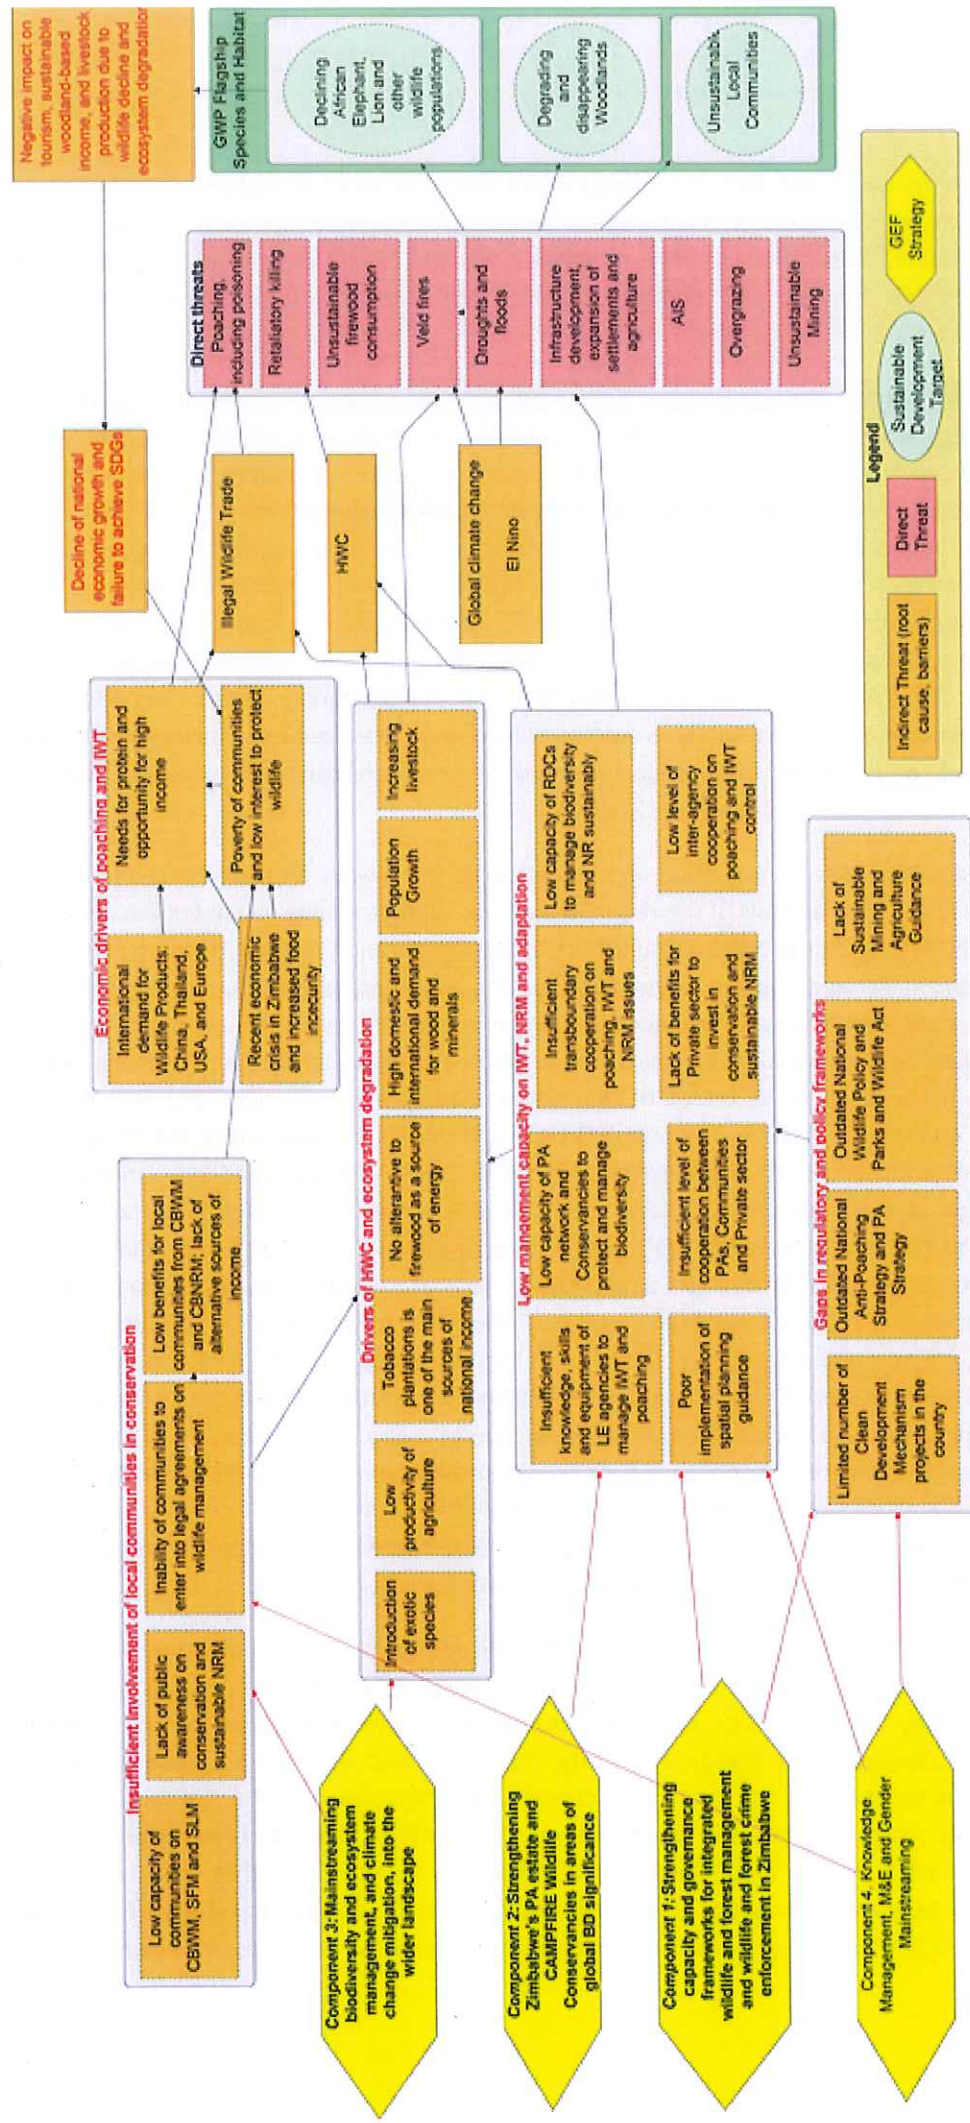 Insufficient involvement of local communities in conservation
Low capacity of
communities on
CBWM, SFM and SLM
Lack of public
awareness on
conservation and
sustainable NRM
Inability of communities to
enter into legal agreements on
wildlife management
Low benefits for local
communities from CBWM
and CBNRM; lack of
alternative sources of
income
Economic drivers of poaching and IWT
International
demand for
Wildlife Products:
China, Thailand,
USA, and Europe
Needs for protein and
opportunity for high
income
Recent economic
crisis in Zimbabwe
and increased food
incecurity
Poverty of communities
and low interest to protect
wildlife
Decline of national
economic growth and
failure to achieve SDGs
Negative impact on
tourism, sustainable
woodland-based
income, and livestock
production due to
wildlife decline and
ecosystem degradation
Illegal Wildlife Trade
HWC
Global climate change
El Nino
Direct threats
Poaching,
including poisoning
Retaliatory killing
Unsustainable
firewood
consumption
Veld fires
Droughts and
floods
Infrastructure
development,
expansion of
settlements and
agriculture
AIS
Overgrazing
Unsustainable
Mining
GWP Flagship
Species and Habitat
Declining
African
Elephant,
Lion and
other
wildlife
populations
Degrading
and
disappearing
Woodlands
Unsustainable
Local
Communities
Drivers of HWC and ecosystem degradation
Introduction
of exotic
species
Low
productivity of
agriculture
Tobacco
plantations is
one of the main
sources of
national income
No alterantive to
firewood as a source
of energy
High domestic and
international demand
for wood and
minerals
Population
Growth
Increasing
livestock
Low mangement capacity on IWT, NRM and adaptation
Insufficient
knowledge, skills
and equipment of
LE agencies to
manage IWT and
poaching
Low capacity of PA
network and
Conservancies to
protect and manage
biodiversity
Insufficient
transboundary
cooperation on
poaching, IWT and
NRM issues
Low capacity of RDCs
to manage biodiversity
and NR sustainably
Poor
implementation of
spatial planning
guidance
Insufficient level of
cooperation between
PAs, Communities
and Private sector
Lack of benefits for
Private sector to
invest in
conservation and
sustainable NRM
Low level of
inter-agency
cooperation on
poaching and IWT
control
Gaps in regulatory and policy frameworks
Limited number of
Clean
Development
Mechanism
projects in the
country
Outdated National
Anti-Poaching
Strategy and PA
Strategy
Outdated National
Wildlife Policy and
Parks and Wildlife Act
Lack of
Sustainable
Mining and
Agriculture
Guidance
Component 3: Mainstreaming
biodiversity and ecosystem
management, and climate
change mitigation, into the
wider landscape
Component 2: Strengthening
Zimbabwe's PA estate and
CAMPFIRE Wildlife
Conservancies in areas of
global BD significance
Component 1: Strengthening
capacity and governance
frameworks for integrated
wildlife and forest management
and wildlife and forest crime
enforcement in Zimbabwe
Component 4. Knowledge
Management, M&E and Gender
Mainstreaming
Legend
Indirect Threat (root
cause, barriers)
Direct
Threat
Sustainable
Development
Target
GEF
Strategy